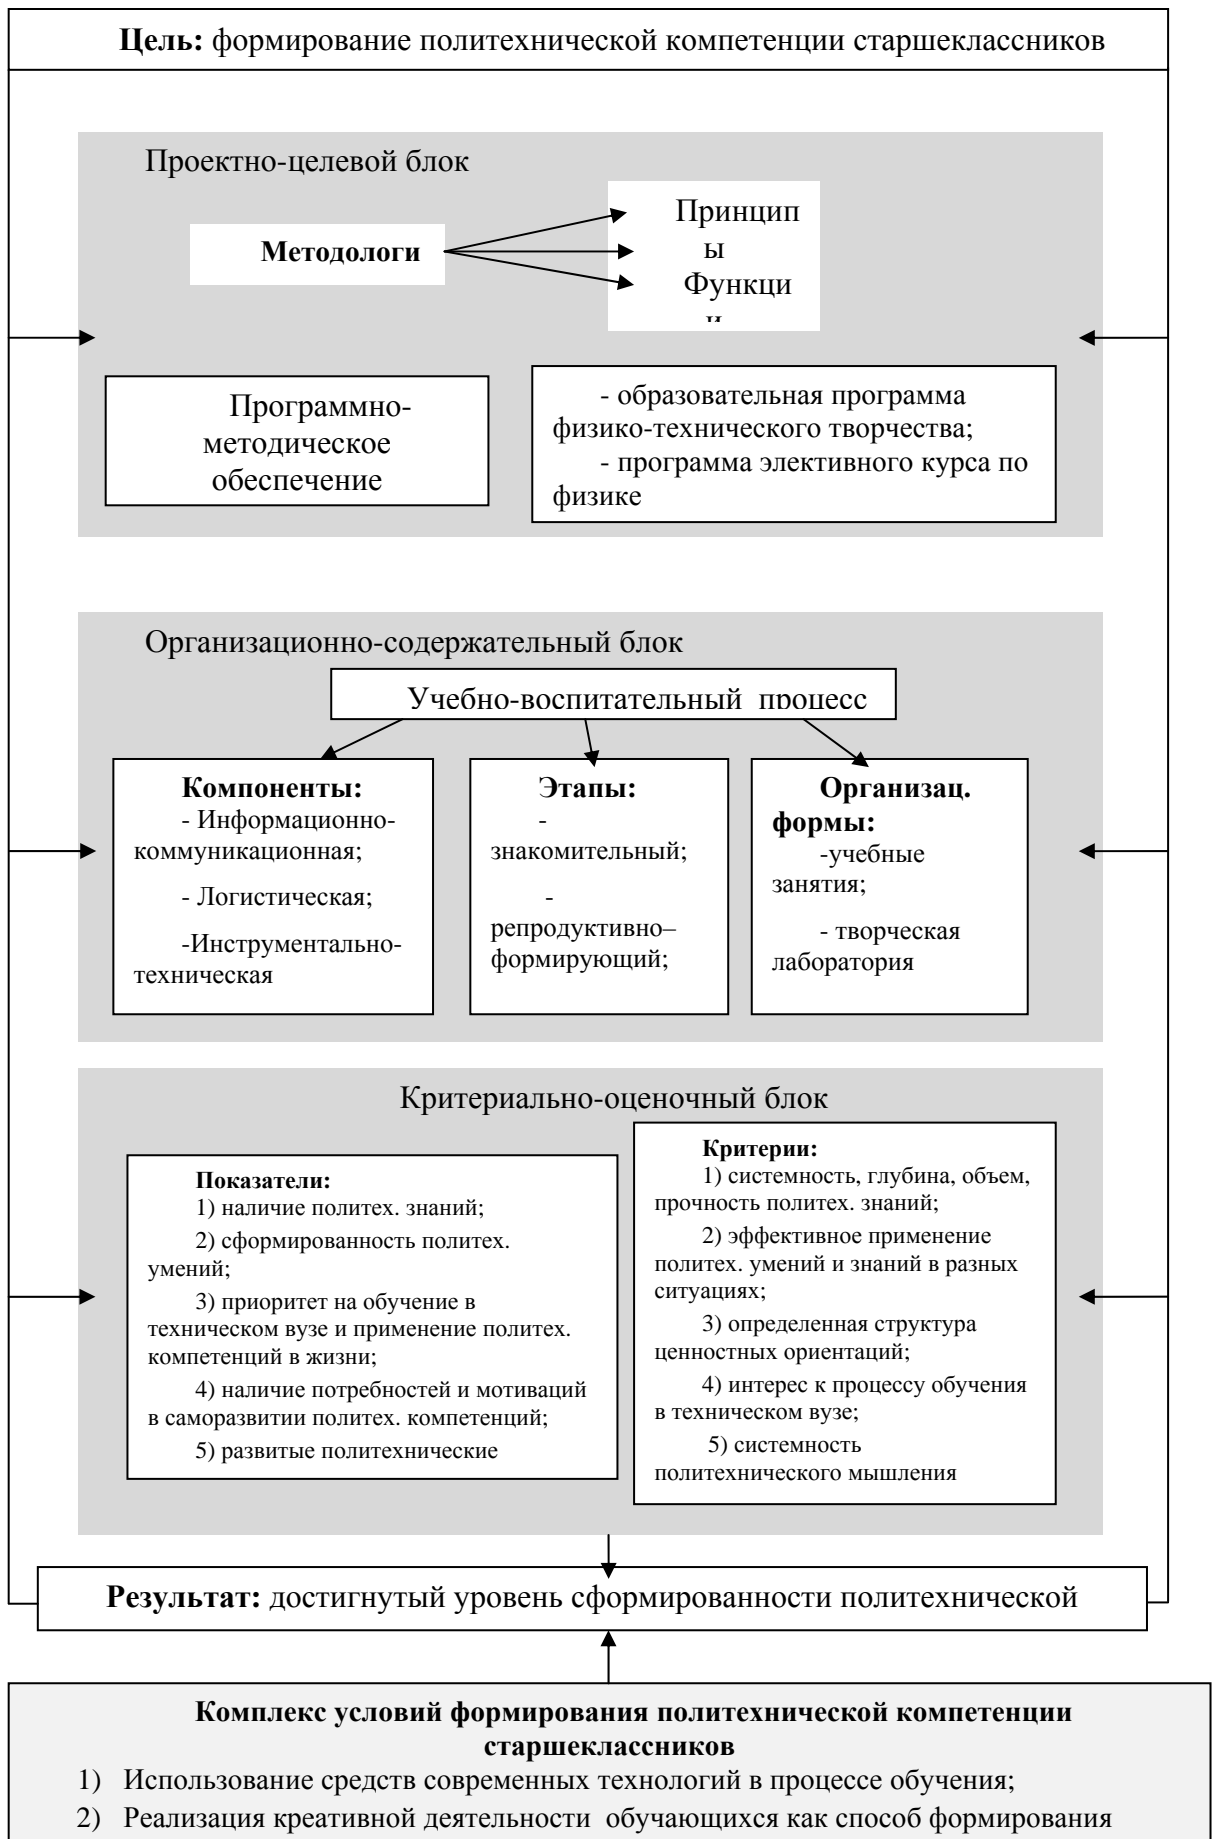 Цель: формирование политехнической компетенции старшеклассников
Проектно-целевой блок
Методологи
Принцип
ы
Функци
и
Программно-
методическое
обеспечение
- образовательная программа
физико-технического творчества;
- программа элективного курса по
физике
Организационно-содержательный блок
Учебно-воспитательный процесс
Компоненты:
- Информационно-
коммуникационная;
- Логистическая;
-Инструментально-
техническая
Этапы:
-
знакомительный;
-
репродуктивно–
формирующий;
Организац.
формы:
-учебные
занятия;
- творческая
лаборатория
Критериально-оценочный блок
Показатели:
1) наличие политех. знаний;
2) сформированность политех.
умений;
3) приоритет на обучение в
техническом вузе и применение политех.
компетенций в жизни;
4) наличие потребностей и мотиваций
в саморазвитии политех. компетенций;
5) развитые политехнические
Критерии:
1) системность, глубина, объем,
прочность политех. знаний;
2) эффективное применение
политех. умений и знаний в разных
ситуациях;
3) определенная структура
ценностных ориентаций;
4) интерес к процессу обучения
в техническом вузе;
5) системность
политехнического мышления
Результат: достигнутый уровень сформированности политехнической
Комплекс условий формирования политехнической компетенции
старшеклассников
1) Использование средств современных технологий в процессе обучения;
2) Реализация креативной деятельности обучающихся как способ формирования